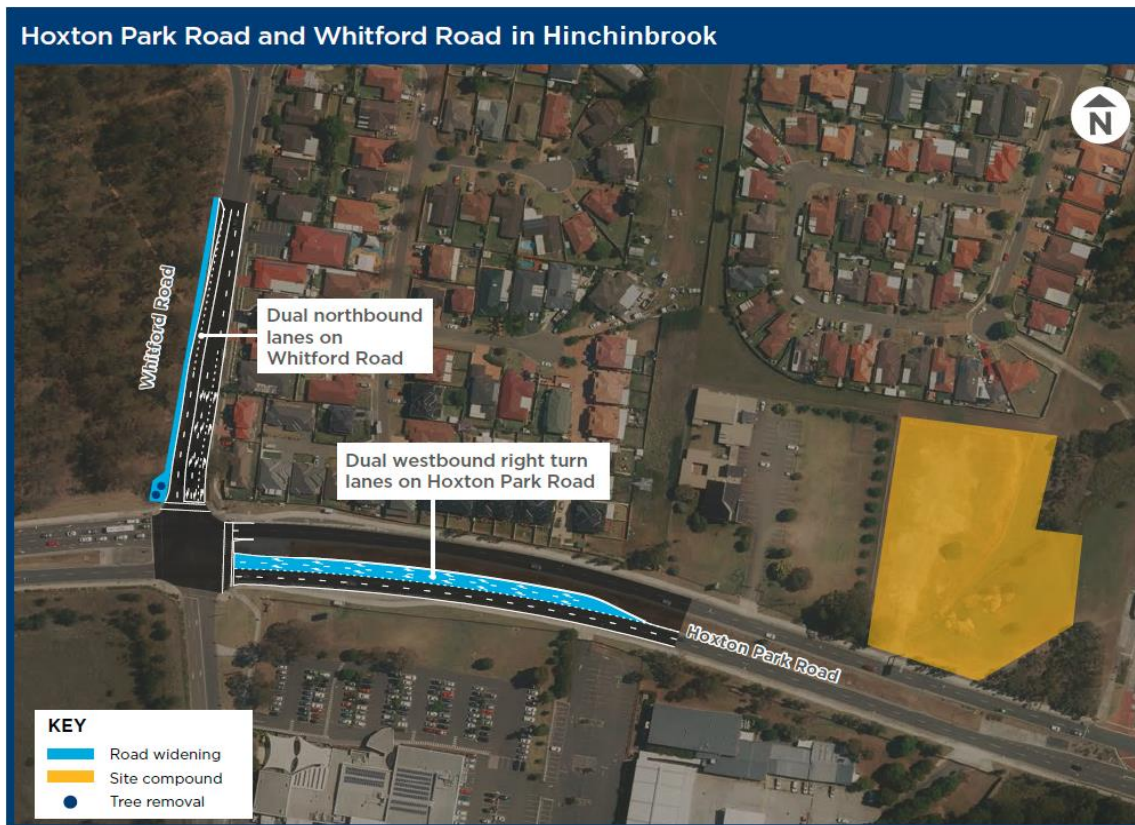 Hoxton Park Road and Whitford Road in Hinchinbrook
N
Whitford Road
Dual northbound
lanes on
Whitford Road
Dual westbound right turn
lanes on Hoxton Park Road
Hoxton Park Road
KEY
Road widening
Site compound
Tree removal